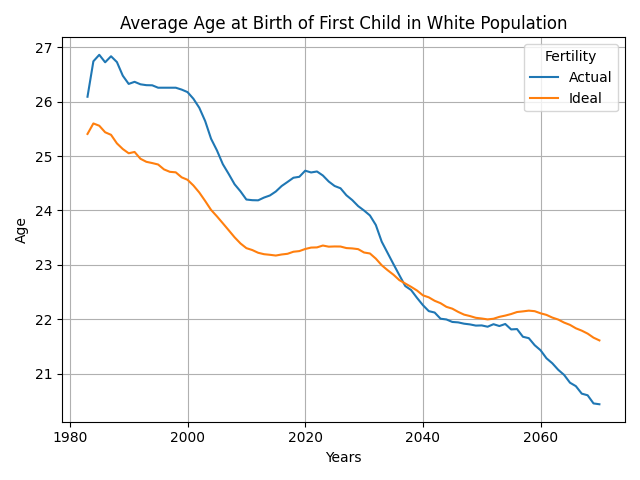 Average Age at Birth of First Child in White Population
Fertility
Actual
Ideal
Age
27
26
25
24
23
22
21
1980
2000
2020
2040
2060
Years